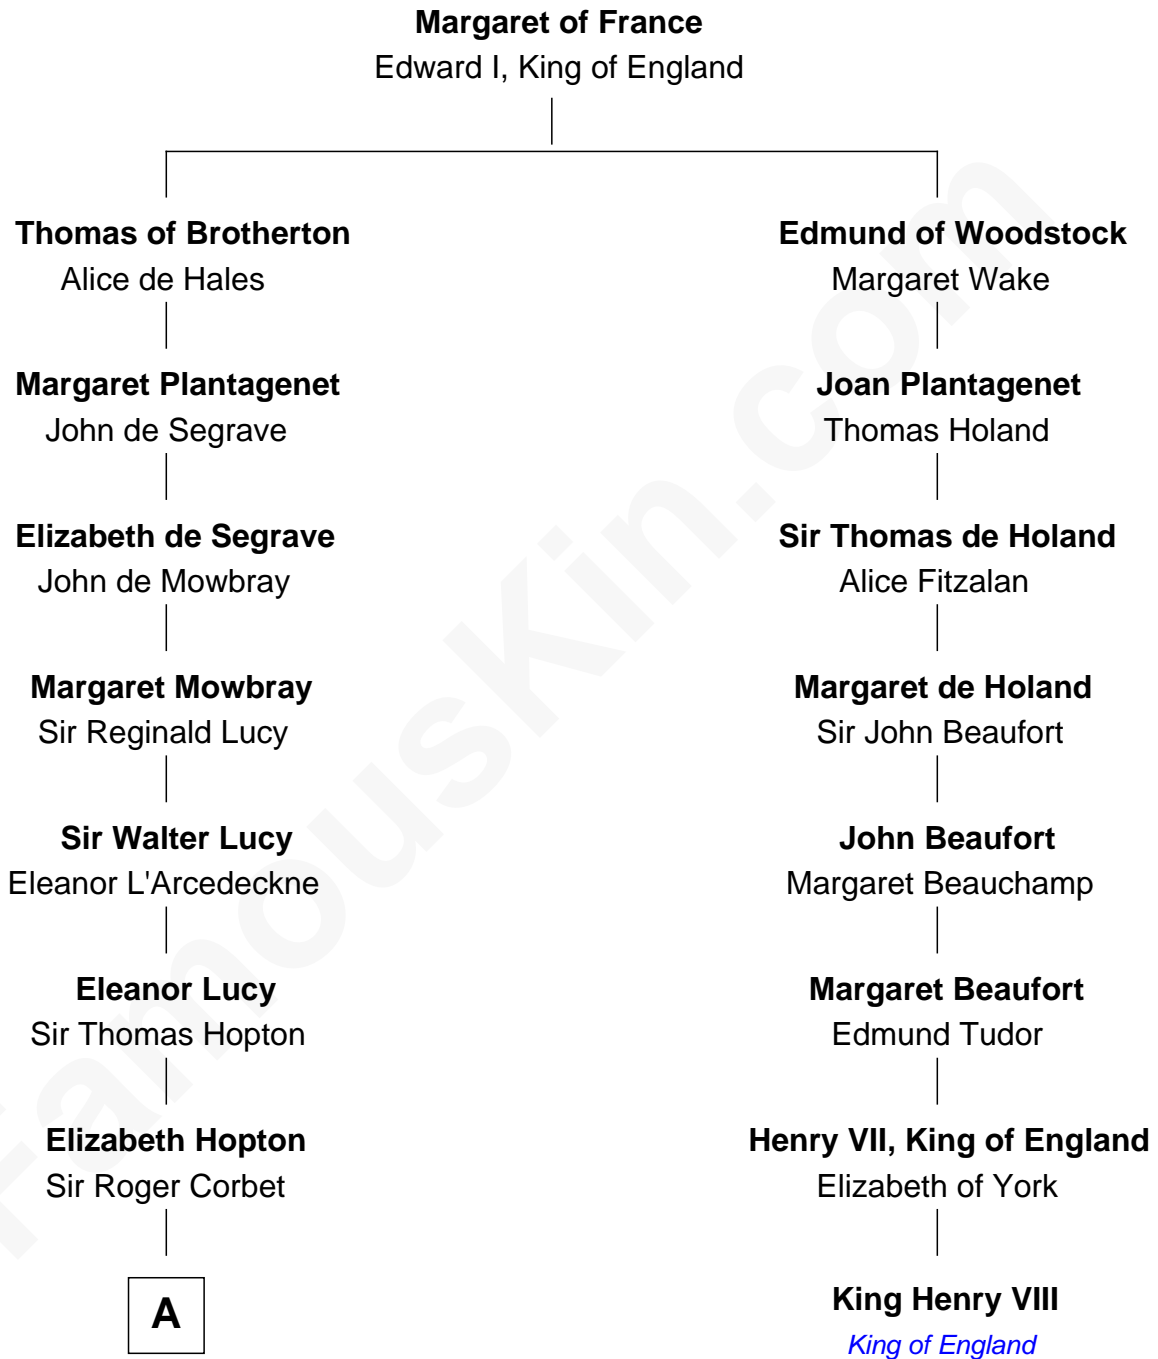 Margaret of France
Edward I, King of England
Thomas of Brotherton
Alice de Hales
Edmund of Woodstock
Margaret Wake
Margaret Plantagenet
John de Segrave
Joan Plantagenet
Thomas Holand
Elizabeth de Segrave
John de Mowbray
Sir Thomas de Holand
Alice Fitzalan
Margaret Mowbray
Sir Reginald Lucy
Margaret de Holand
Sir John Beaufort
Sir Walter Lucy
Eleanor L'Arcedeckne
John Beaufort
Margaret Beauchamp
Eleanor Lucy
Sir Thomas Hopton
Margaret Beaufort
Edmund Tudor
Elizabeth Hopton
Sir Roger Corbet
Henry VII, King of England
Elizabeth of York
A
King Henry VIII
King of England
FamousKin.com